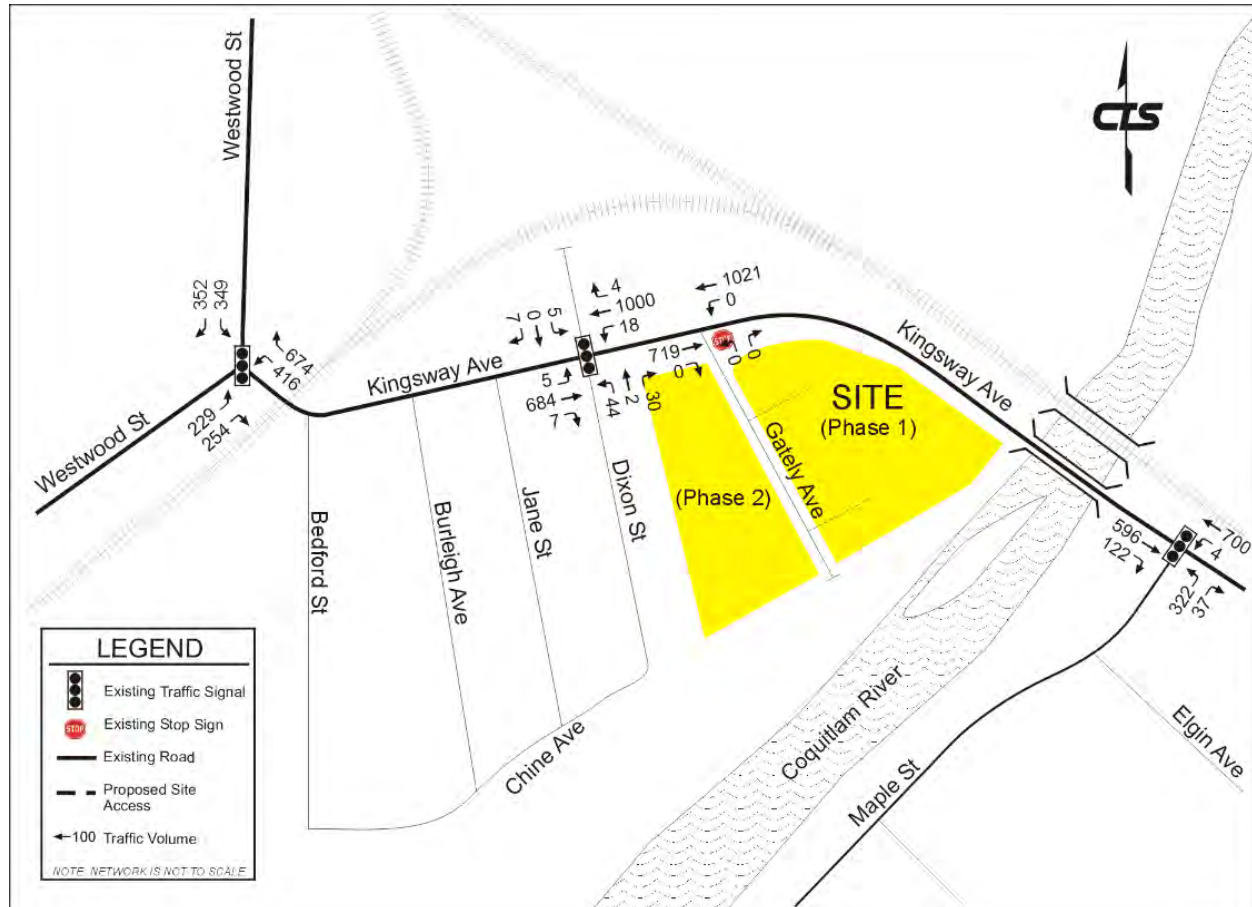 Westwood St
Westwood St
CTS
352
349
674
416
229
254
Kingsway Ave
7
0
5
4
1000
18
5
684
7
44
2
30
1021
0
719
0
STOP
0
0
Kingsway Ave
SITE
(Phase 1)
(Phase 2)
Gately Ave
Dixon St
Jane St
Burleigh Ave
Bedford St
Chine Ave
Coquitlam River
596
122
700
4
322
37
Maple St
Elgin Ave
LEGEND
Existing Traffic Signal
STOP
Existing Stop Sign
Existing Road
Proposed Site
Access
100 Traffic Volume
NOTE: NETWORK IS NOT TO SCALE